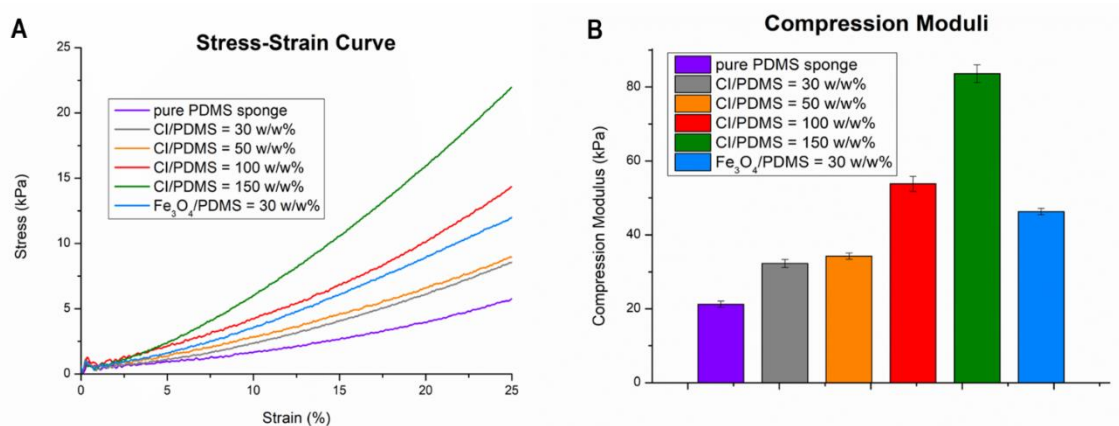 A
Stress-Strain Curve
25
20
15
10
5
0
Stress (kPa)
pure PDMS sponge
CI/PDMS = 30 w/w%
CI/PDMS = 50 w/w%
CI/PDMS = 100 w/w%
CI/PDMS = 150 w/w%
Fe₃O₄/PDMS = 30 w/w%
0 5 10 15 20 25
Strain (%)
B
Compression Moduli
80
60
40
20
0
Compression Modulus (kPa)
pure PDMS sponge
CI/PDMS = 30 w/w%
CI/PDMS = 50 w/w%
CI/PDMS = 100 w/w%
CI/PDMS = 150 w/w%
Fe₃O₄/PDMS = 30 w/w%